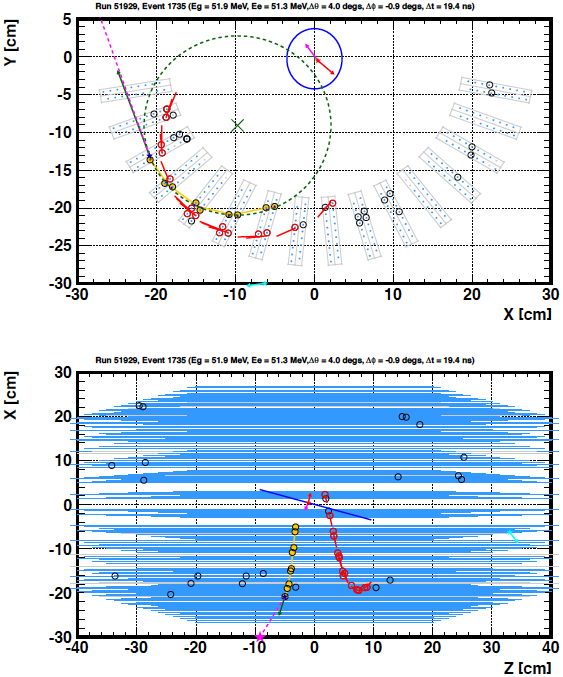 Run 51929, Event 1735 (Eg = 51.9 MeV, Ee = 51.3 MeV,Δθ = 4.0 degs, Δϕ = -0.9 degs, Δt = 19.4 ns)
Y [cm]
5
0
-5
-10
-15
-20
-25
-30
-30 -20 -10 0 10 20 30
X [cm]
Run 51929, Event 1735 (Eg = 51.9 MeV, Ee = 51.3 MeV,Δθ = 4.0 degs, Δϕ = -0.9 degs, Δt = 19.4 ns)
X [cm]
30
20
10
0
-10
-20
-30
-40 -30 -20 -10 0 10 20 30 40
Z [cm]